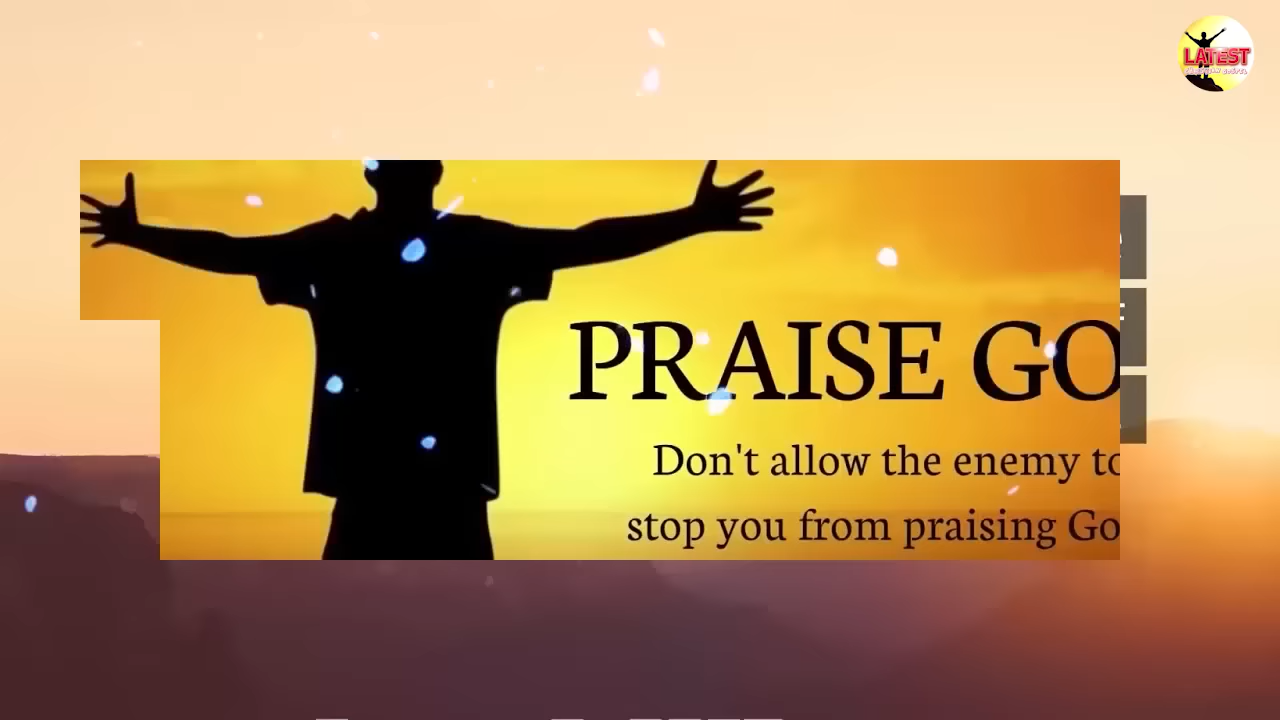 LATEST
PRAISE GO
Don't allow the enemy to
stop you from praising Go